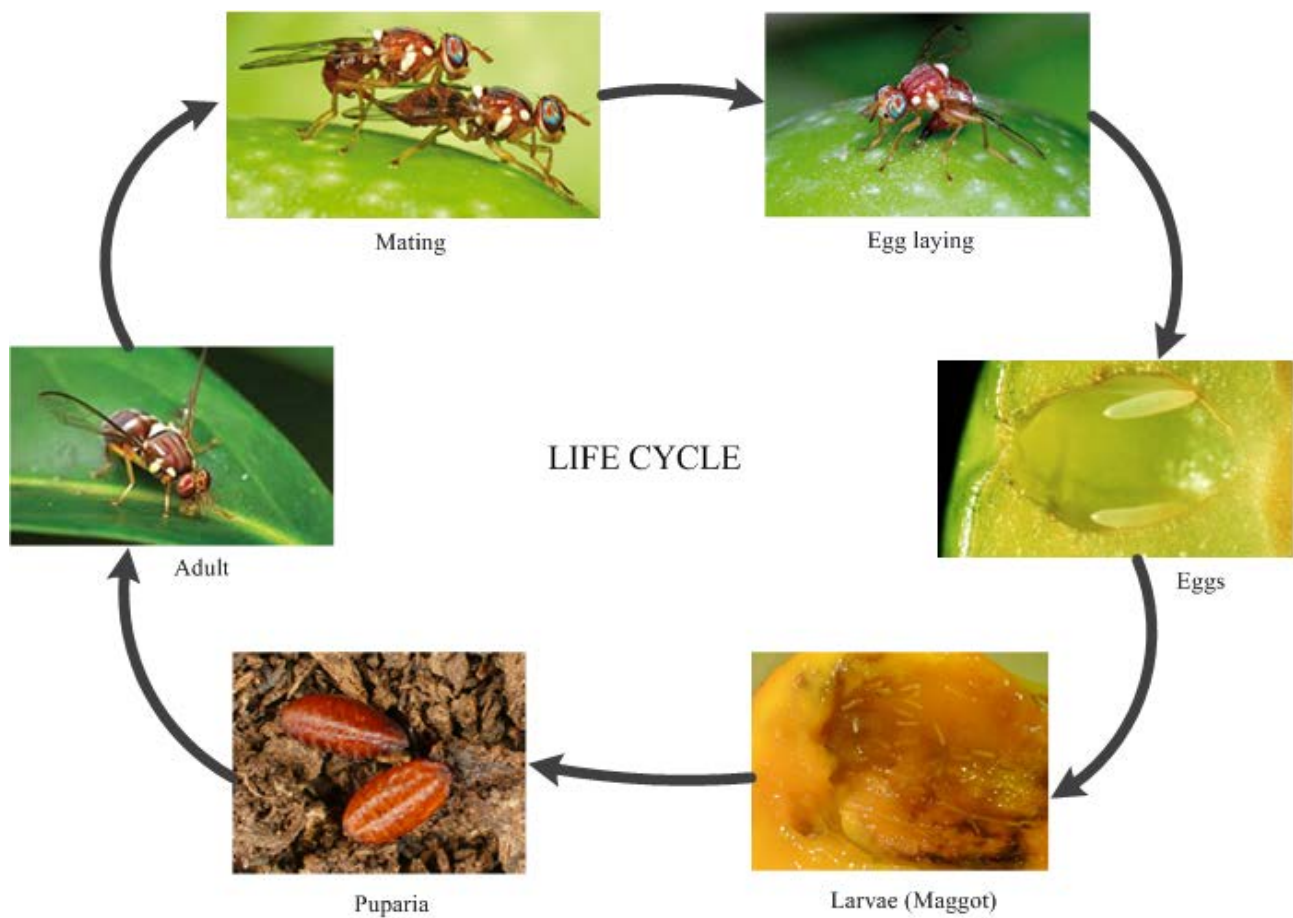 Mating
Egg laying
LIFE CYCLE
Adult
Eggs
Puparia
Larvae (Maggot)